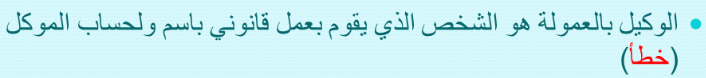 • الوكيل بالعمولة هو الشخص الذي يقوم بعمل قانوني باسم ولحساب الموكل
(خطأ)